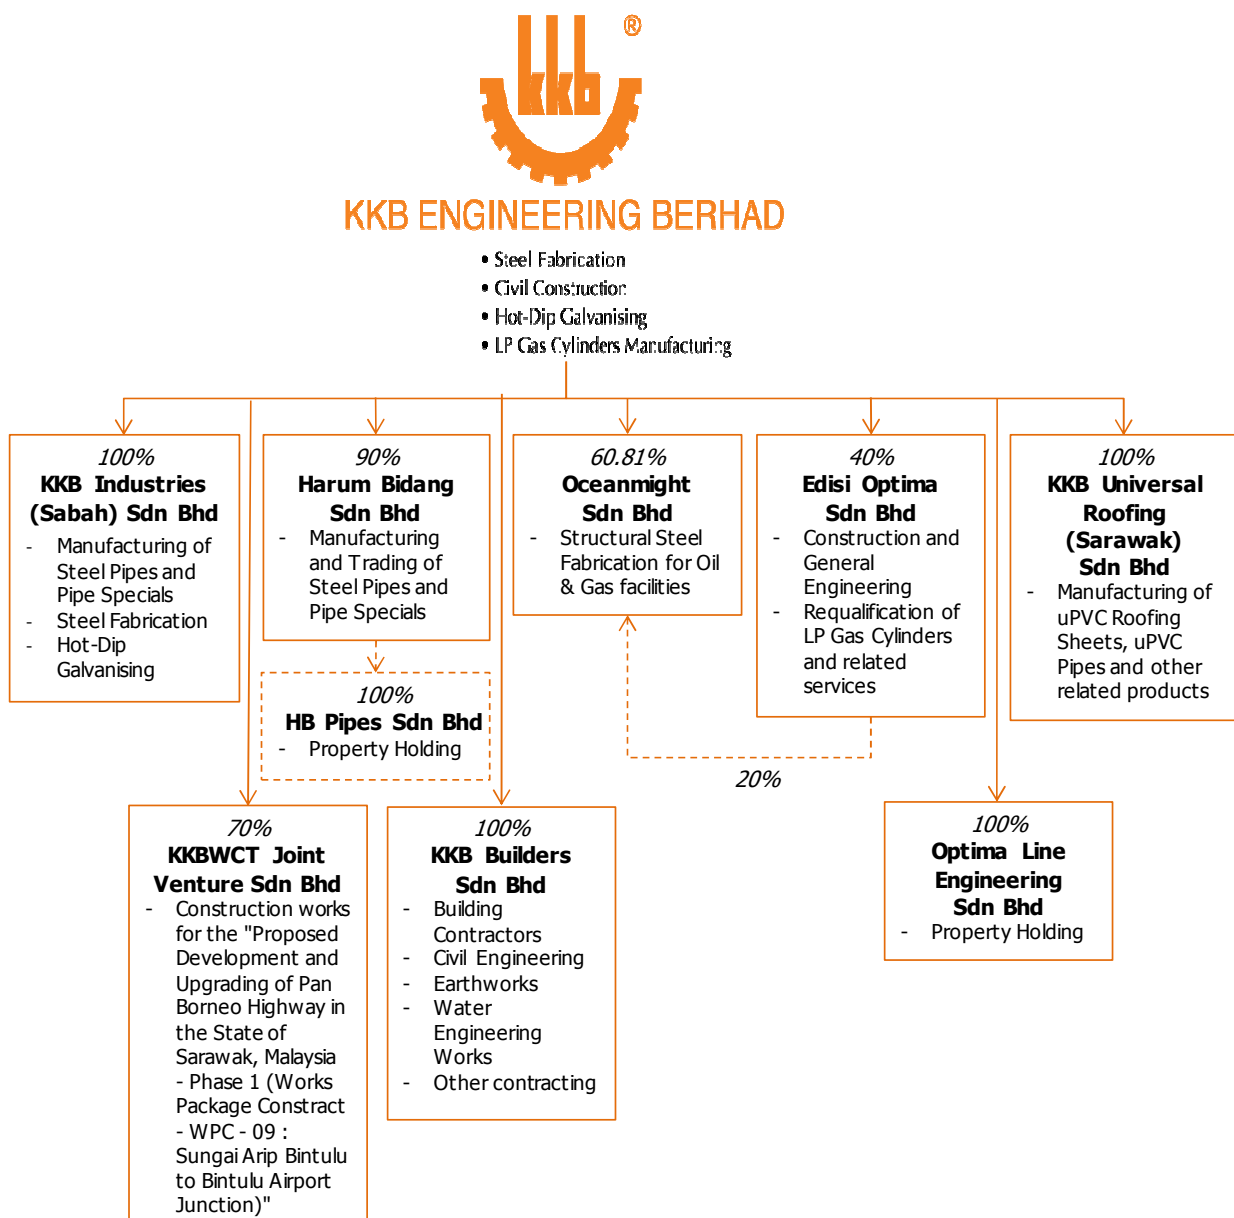 ®
kkb
KKB ENGINEERING BERHAD
• Steel Fabrication
• Civil Construction
• Hot-Dip Galvanising
• LP Gas Cylinders Manufacturing
100%
KKB Industries
(Sabah) Sdn Bhd
- Manufacturing of
Steel Pipes and
Pipe Specials
- Steel Fabrication
- Hot-Dip
Galvanising
90%
Harum Bidang
Sdn Bhd
- Manufacturing
and Trading of
Steel Pipes and
Pipe Specials
60.81%
Oceanmight
Sdn Bhd
- Structural Steel
Fabrication for Oil
& Gas facilities
40%
Edisi Optima
Sdn Bhd
- Construction and
General
Engineering
- Requalification of
LP Gas Cylinders
and related
services
100%
KKB Universal
Roofing
(Sarawak)
Sdn Bhd
- Manufacturing of
uPVC Roofing
Sheets, uPVC
Pipes and other
related products
100%
HB Pipes Sdn Bhd
- Property Holding
20%
70%
KKBWCT Joint
Venture Sdn Bhd
- Construction works
for the "Proposed
Development and
Upgrading of Pan
Borneo Highway in
the State of
Sarawak, Malaysia
- Phase 1 (Works
Package Constract
- WPC - 09 :
Sungai Arip Bintulu
to Bintulu Airport
Junction)"
100%
KKB Builders
Sdn Bhd
- Building
Contractors
- Civil Engineering
- Earthworks
- Water
Engineering
Works
- Other contracting
100%
Optima Line
Engineering
Sdn Bhd
- Property Holding